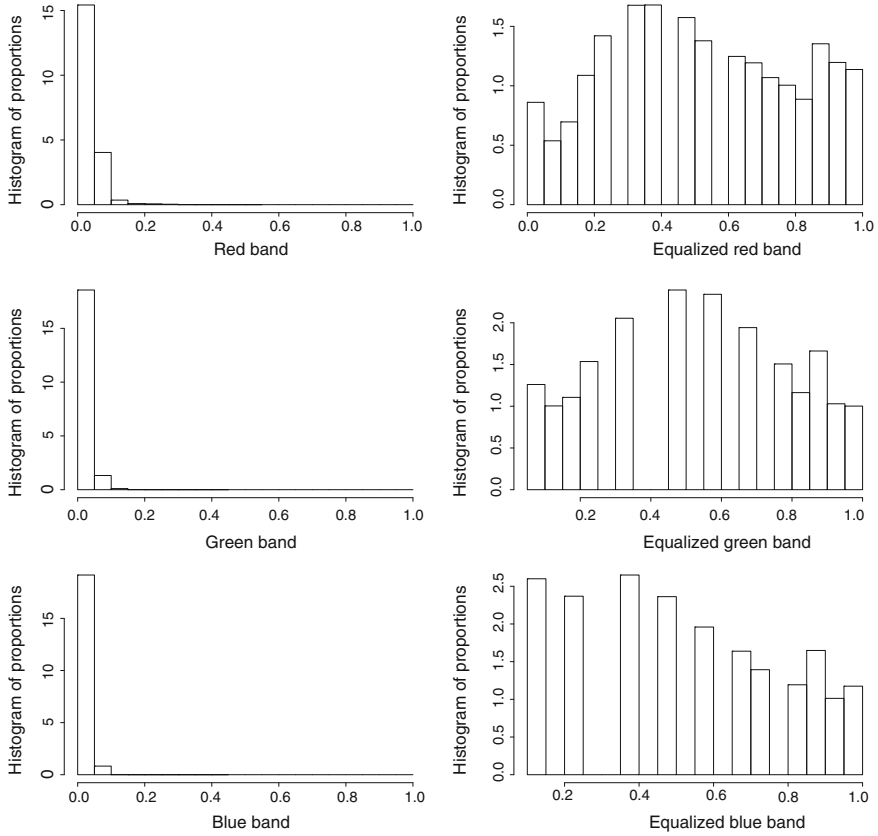 Histogram of proportions
0 5 10 15
0.0 0.2 0.4 0.6 0.8 1.0
Red band
Histogram of proportions
0.0 0.5 1.0 1.5
0.0 0.2 0.4 0.6 0.8 1.0
Equalized red band
Histogram of proportions
0 5 10 15
0.0 0.2 0.4 0.6 0.8 1.0
Green band
Histogram of proportions
0.0 0.5 1.0 1.5 2.0
0.2 0.4 0.6 0.8 1.0
Equalized green band
Histogram of proportions
0 5 10 15
0.0 0.2 0.4 0.6 0.8 1.0
Blue band
Histogram of proportions
0.0 0.5 1.0 1.5 2.0 2.5
0.2 0.4 0.6 0.8 1.0
Equalized blue band